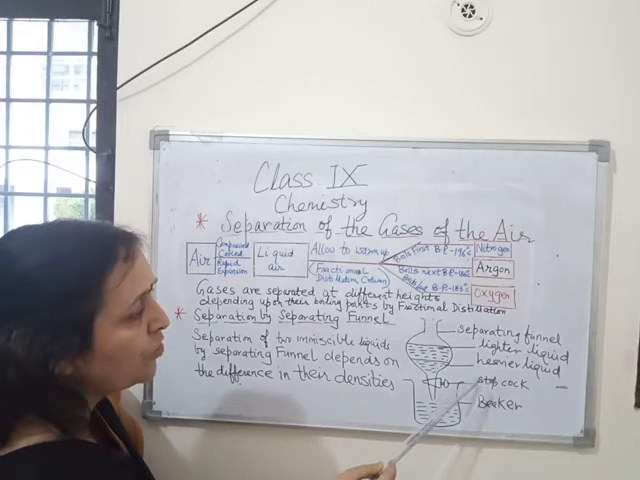 Class IX
Chemestry
* Separation of the Gases of the Air
Air
Compressed
Cooled
Rapid
Expansion
Liquid
air
Allow to warm up
Fractional
Distillation Column
Boils first B.P.-196°c
Nitrogen
Boils next B.P.-186°c
Argon
B.P.-183°c
Oxygen
Gases are separated at different heights
depending upon their boiling points by Fractional Distillation
* Separation by Separating Funnel
Separation of two immiscible liquids
by separating Funnel depends on
the difference in their densities
separating funnel
lighter liquid
heavier liquid
stop cock
Beaker